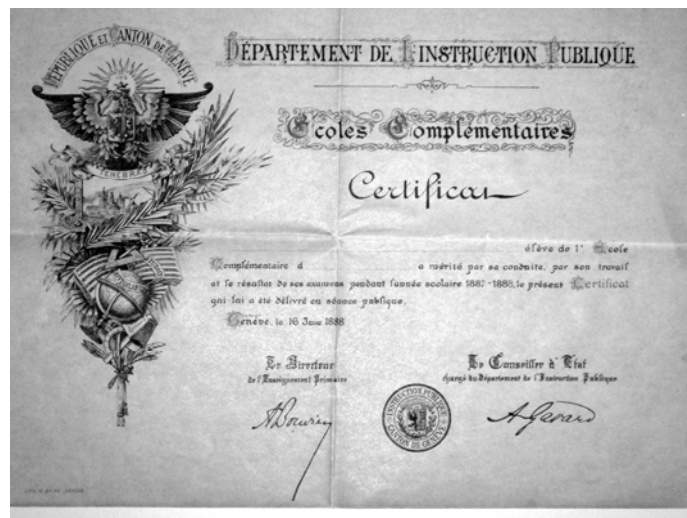 RÉPUBLIQUE ET CANTON DE GENÈVE
DÉPARTEMENT DE L'INSTRUCTION PUBLIQUE
Écoles Complémentaires
Certificat
TENEBRAS
élève de l' École
Complémentaire d a mérité par sa conduite, par son travail
et le résultat de ses examens pendant l'année scolaire 1887-1888, le présent Certificat
qui lui a été délivré en séance publique.
Genève, le 16 Juin 1888
Le Directeur
de l'Enseignement Primaire
Le Conseiller d'État
chargé du Département de l'Instruction Publique
INSTRUCTION PUBLIQUE
CANTON DE GENÈVE
A Gavard